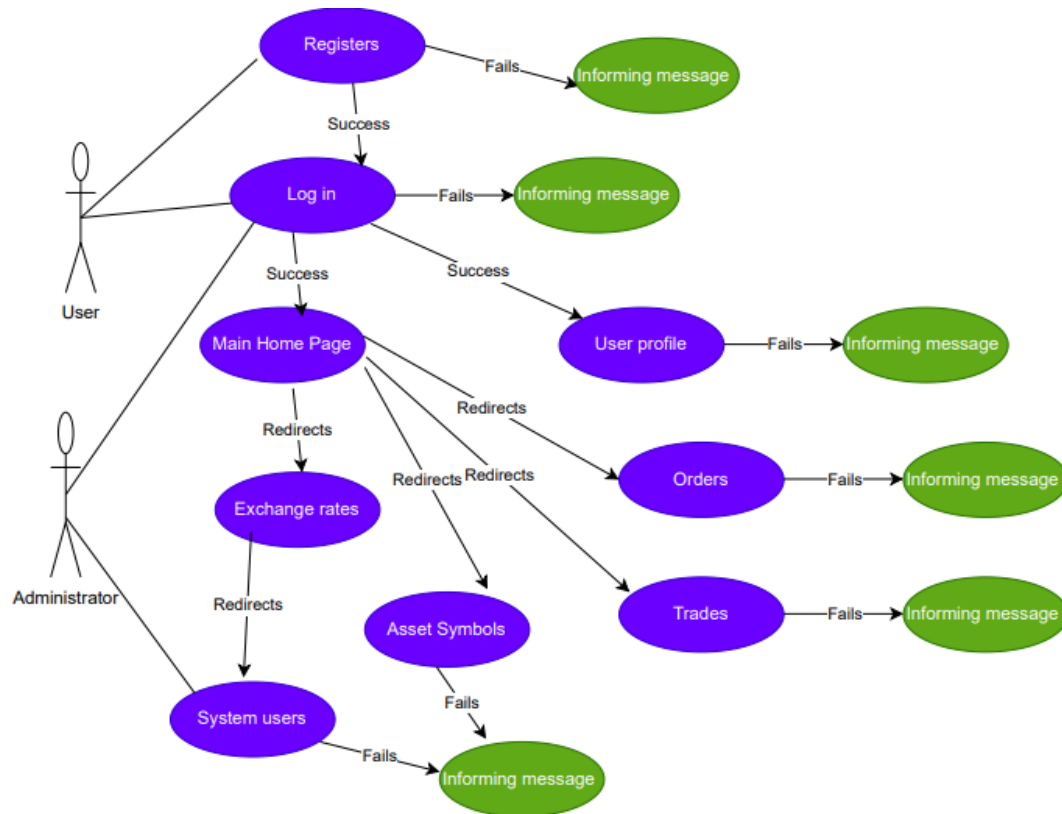 Registers
Fails
Informing message
Success
Log in
Fails
Informing message
User
Success
Success
Main Home Page
User profile
Fails
Informing message
Redirects
Redirects
Redirects
Redirects
Orders
Fails
Informing message
Exchange rates
Administrator
Redirects
Asset Symbols
Trades
Fails
Informing message
System users
Fails
Fails
Informing message